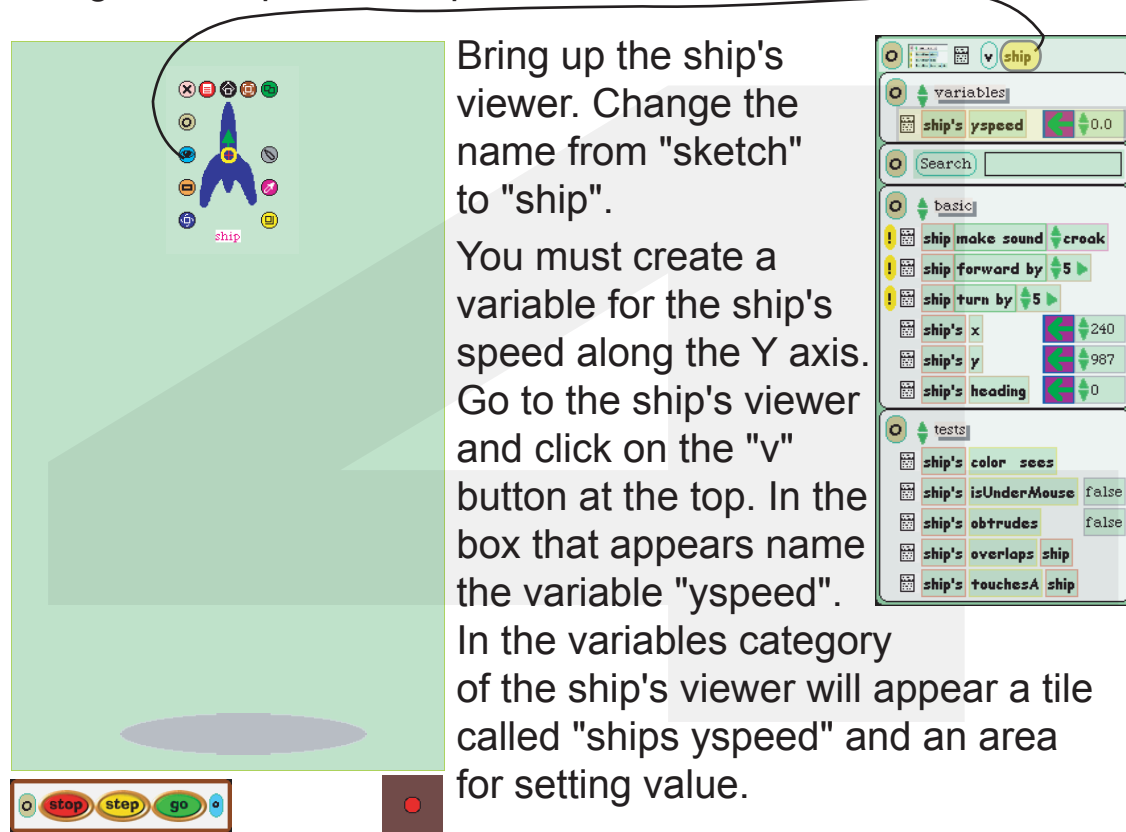 Bring up the ship's
viewer. Change the
name from "sketch"
to "ship".
You must create a
variable for the ship's
speed along the Y axis.
Go to the ship's viewer
and click on the "v"
button at the top. In the
box that appears name
the variable "yspeed".
In the variables category
of the ship's viewer will appear a tile
called "ships yspeed" and an area
for setting value.
ship
stop step go
v ship
variables
ship's yspeed 0.0
Search
basic
! ship make sound croak
! ship forward by 5
! ship turn by 5
ship's x 240
ship's y 987
ship's heading 0
tests
ship's color sees
ship's isUnderMouse false
ship's obtrudes false
ship's overlaps ship
ship's touchesA ship